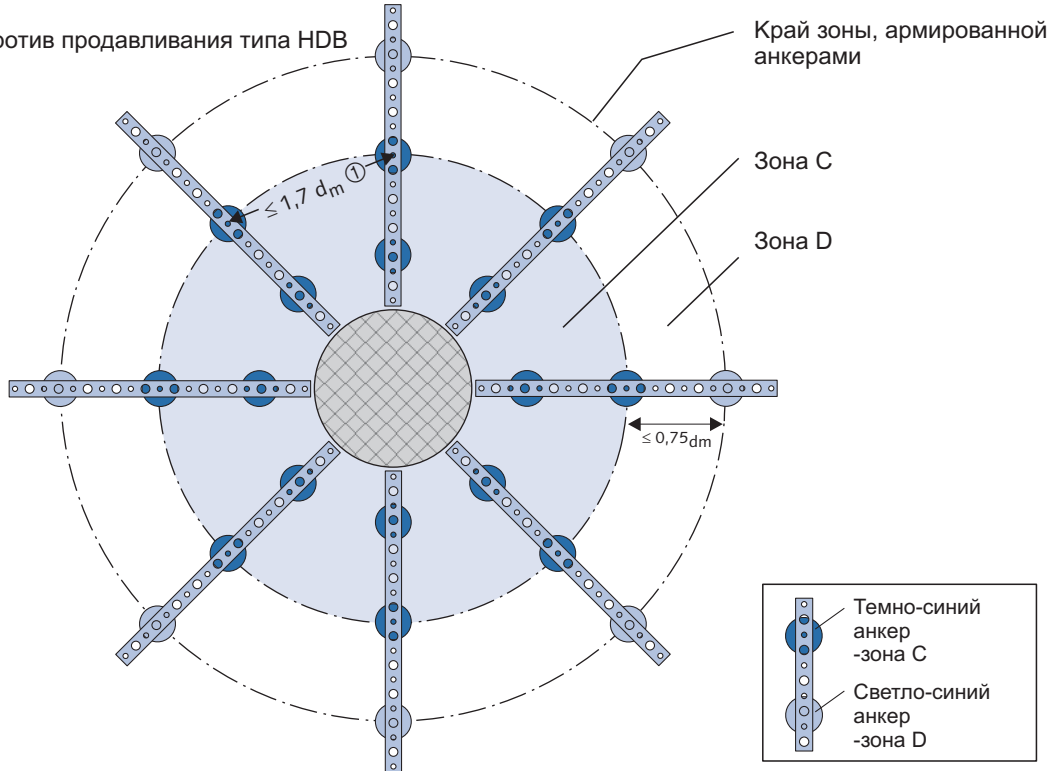 против продавливания типа HDB
Край зоны, армированной
анкерами
Зона C
Зона D
≤ 1,7 dm ①
≤ 0,75dm
Темно-синий
анкер
-зона C
Светло-синий
анкер
-зона D